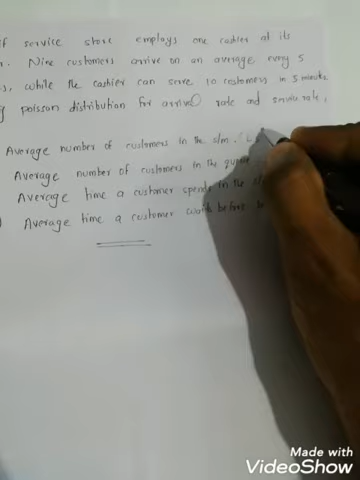 if service store employs one cashier at its
. Nine customers arrive on an average every 5
, while the cashier can serve 10 customers in 5 minute
poisson distribution for arrival rate and service rate,
Average number of customers in the s/m. (L
Average number of customers in the queue
Average time a customer spends in the
Average time a customer waits before
Made with
VideoShow